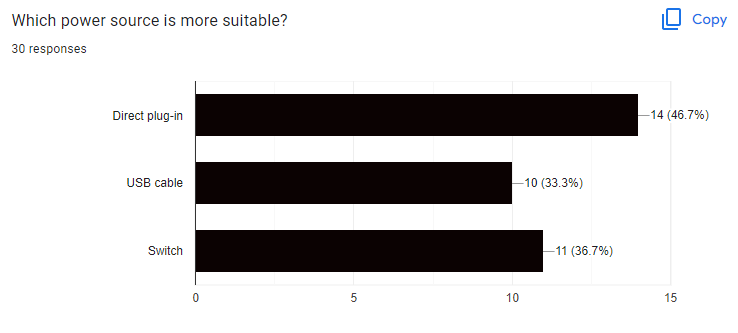 Which power source is more suitable?
Copy
30 responses
Direct plug-in
14 (46.7%)
USB cable
10 (33.3%)
Switch
11 (36.7%)
0
5
10
15